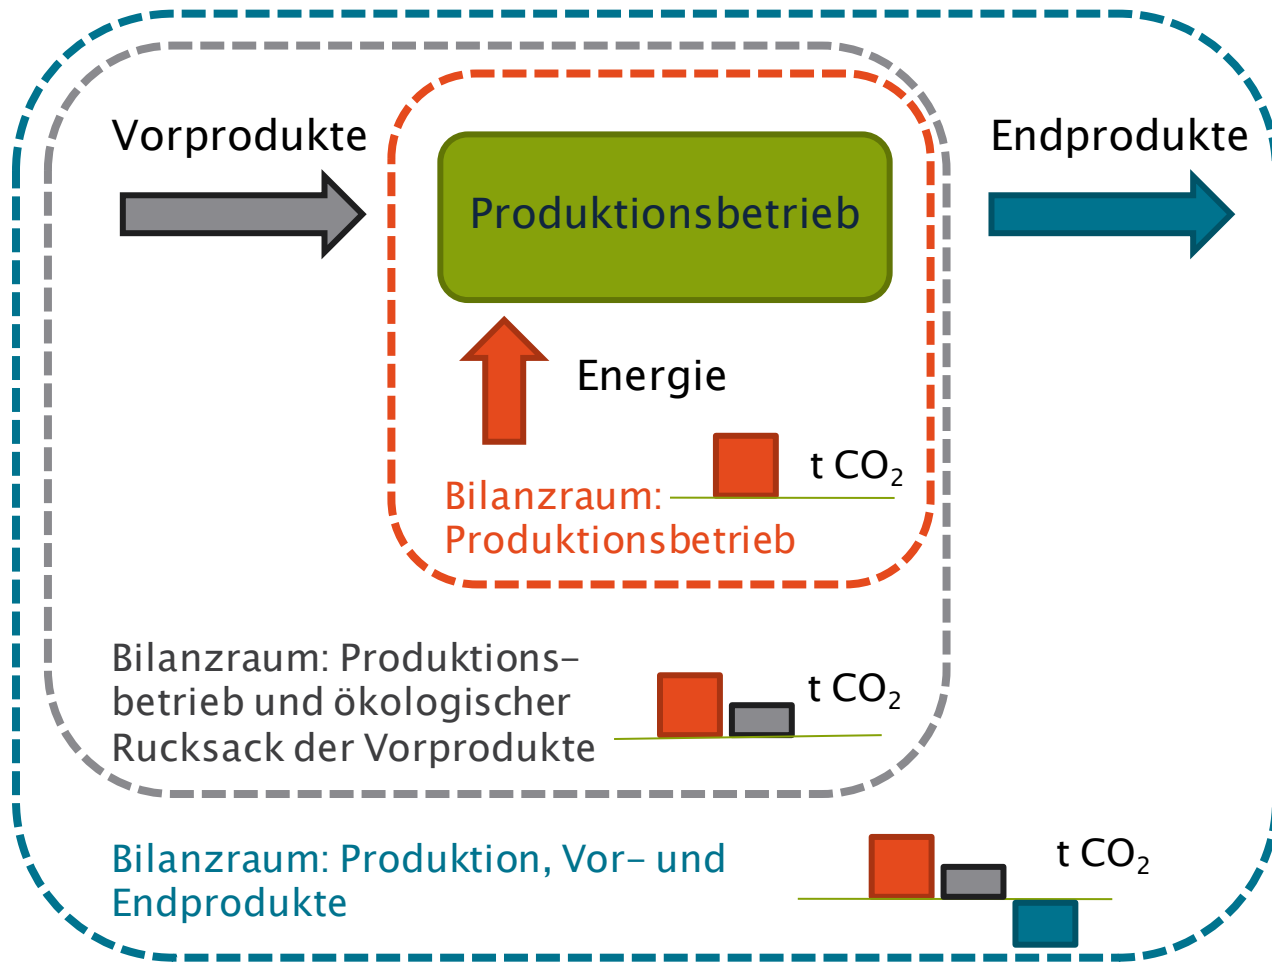 Vorprodukte
Endprodukte
Produktionsbetrieb
Energie
t CO₂
Bilanzraum:
Produktionsbetrieb
Bilanzraum: Produktions-
betrieb und ökologischer
Rucksack der Vorprodukte
t CO₂
Bilanzraum: Produktion, Vor- und
Endprodukte
t CO₂